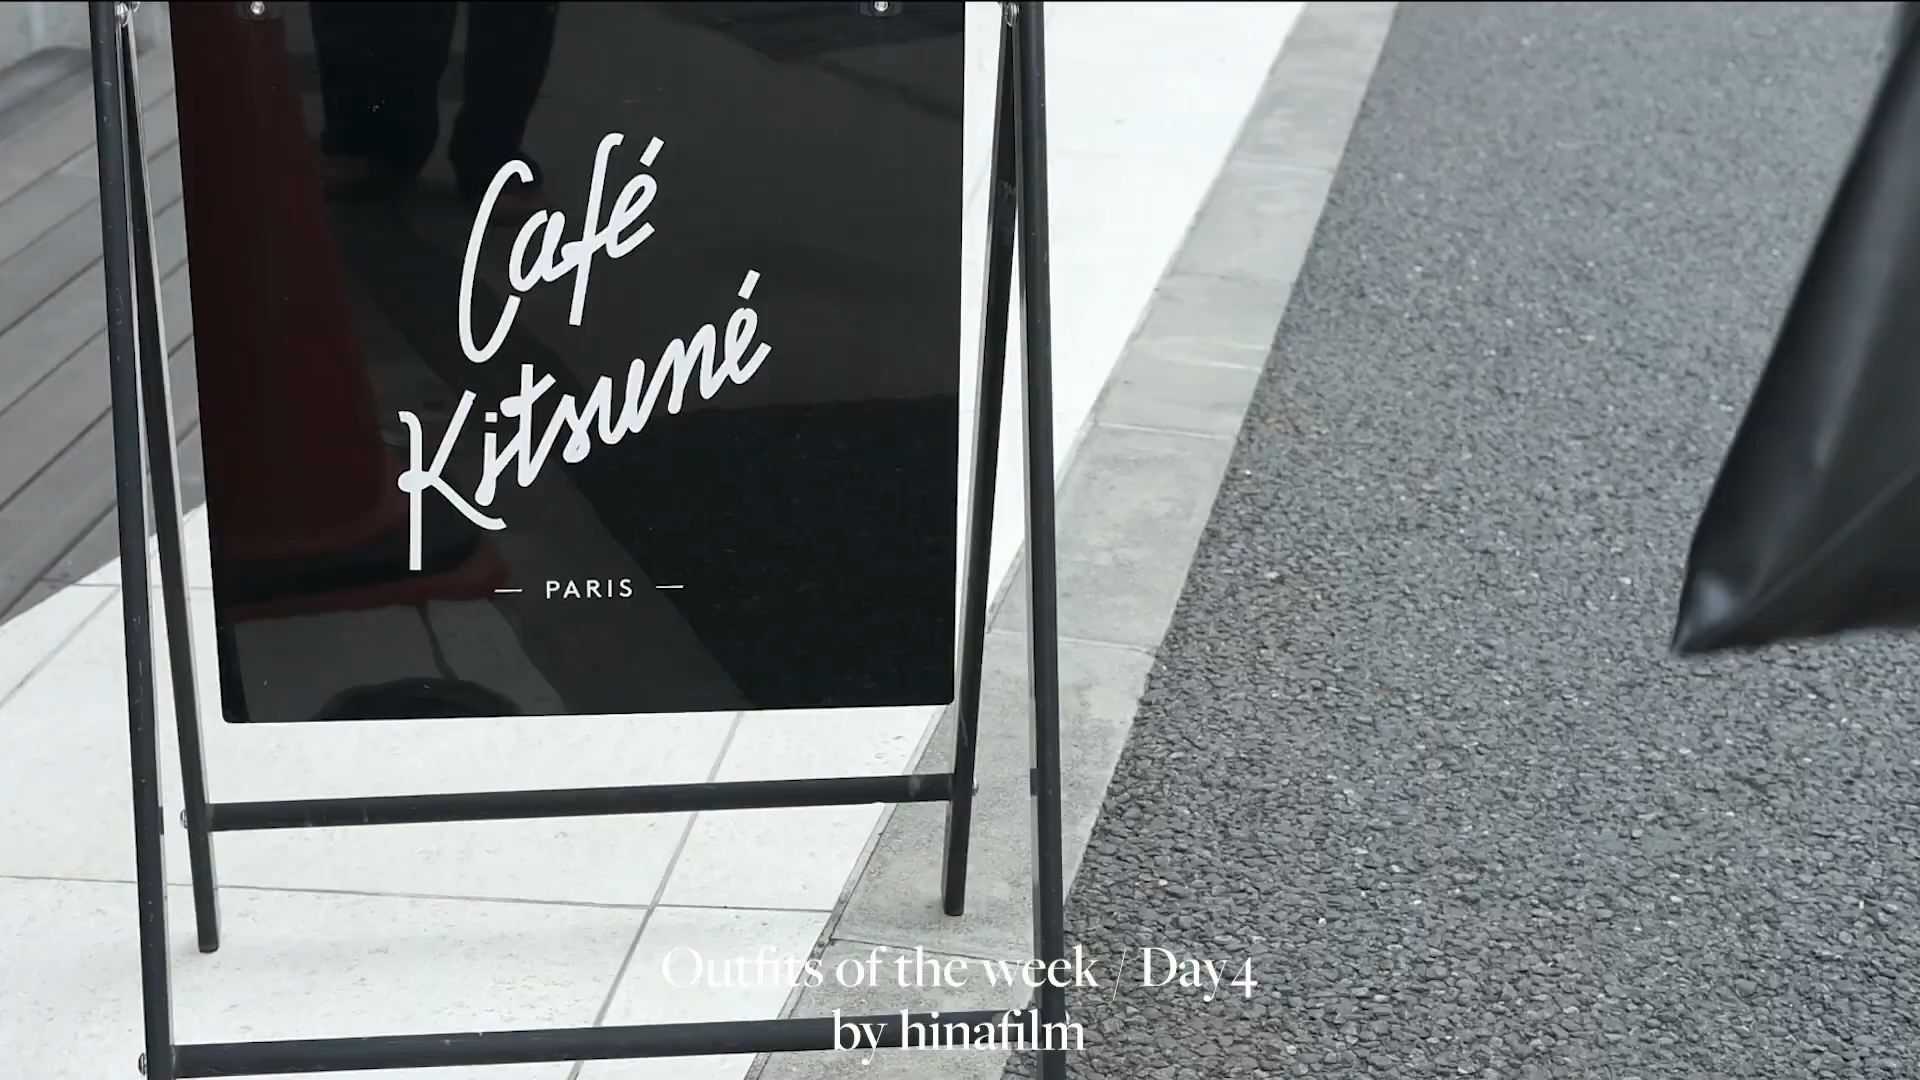 Café
Kitsuné
— PARIS —
Outfits of the week / Day4
by hinafilm